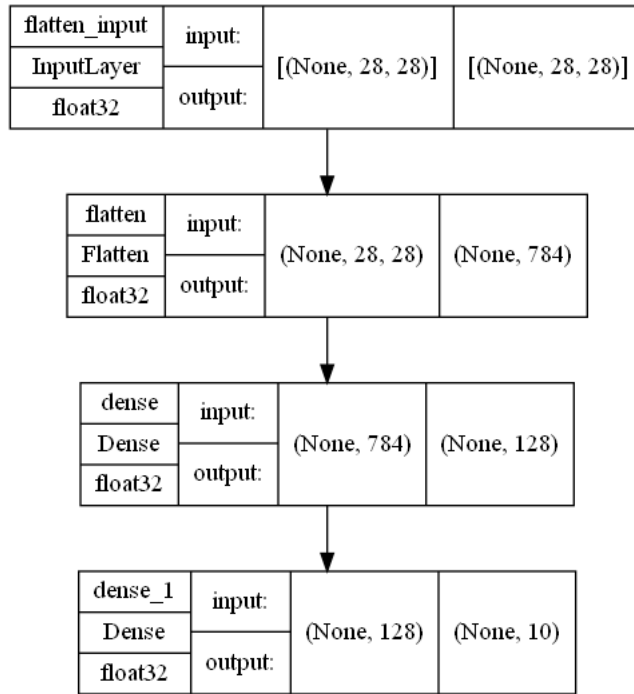 flatten_input
InputLayer
float32
input:
output:
[(None, 28, 28)]
[(None, 28, 28)]
flatten
Flatten
float32
input:
output:
(None, 28, 28)
(None, 784)
dense
Dense
float32
input:
output:
(None, 784)
(None, 128)
dense_1
Dense
float32
input:
output:
(None, 128)
(None, 10)